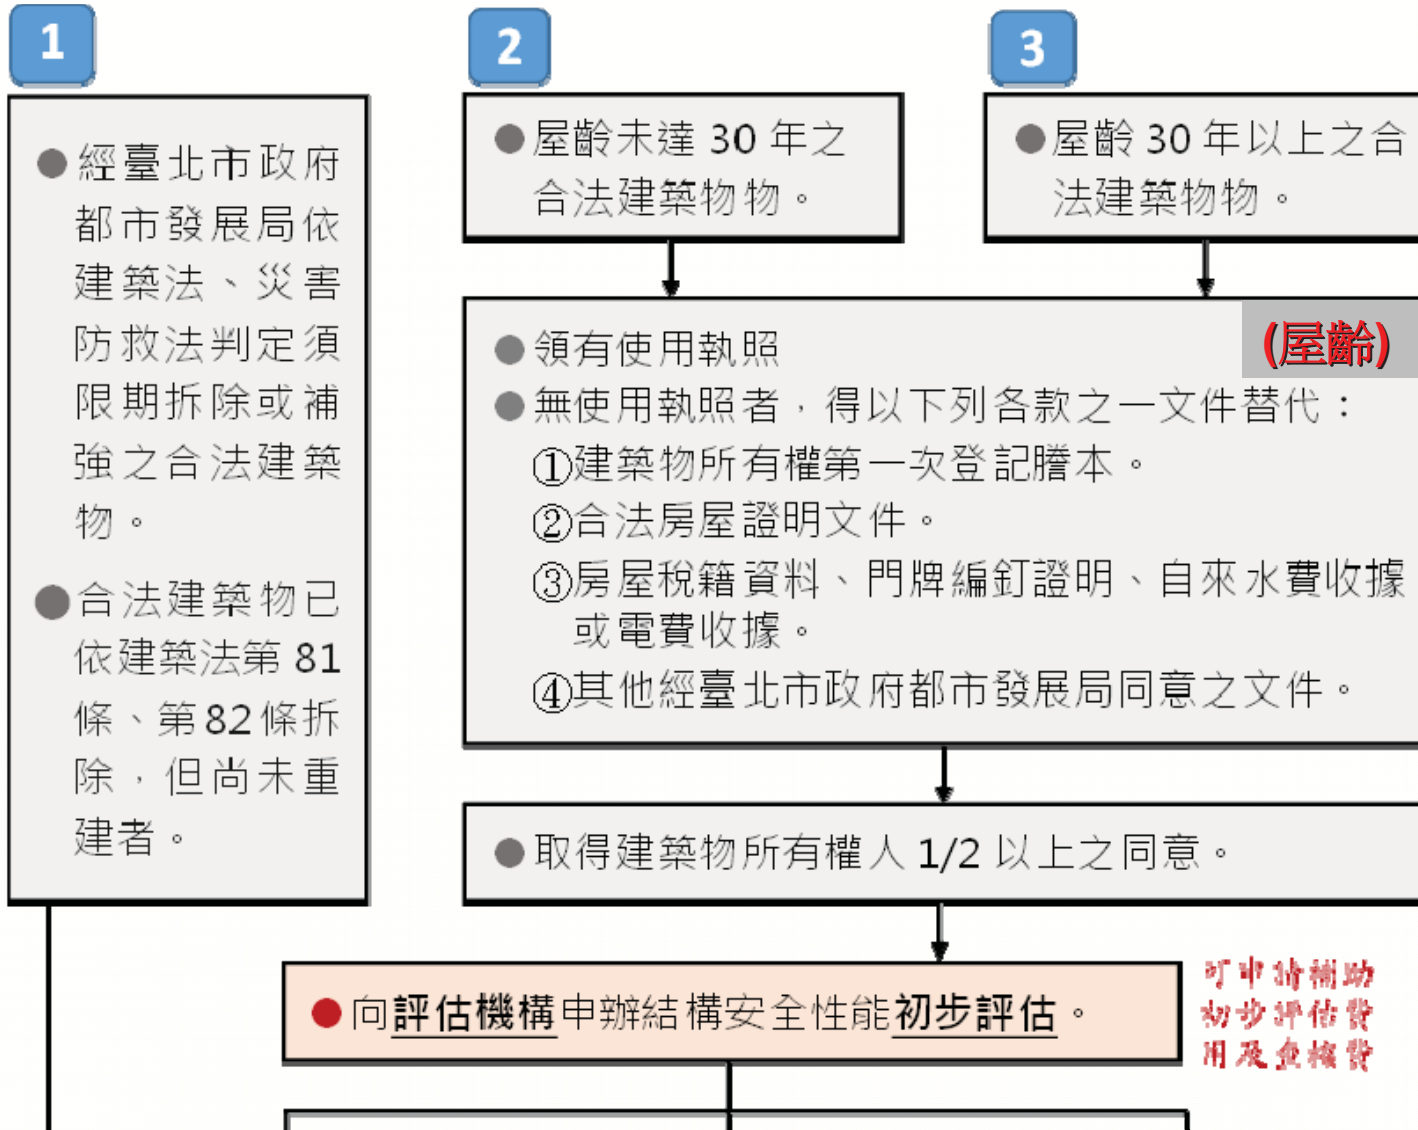 1
●經臺北市政府
都市發展局依
建築法、災害
防救法判定須
限期拆除或補
強之合法建築
物。
●合法建築物已
依建築法第 81
條、第 82 條拆
除，但尚未重
建者。
2
●屋齡未達 30 年之
合法建築物物。
3
●屋齡 30 年以上之合
法建築物物。
(屋齡)
●領有使用執照
●無使用執照者，得以下列各款之一文件替代：
①建築物所有權第一次登記謄本。
②合法房屋證明文件。
③房屋稅籍資料、門牌編釘證明、自來水費收據
或電費收據。
④其他經臺北市政府都市發展局同意之文件。
●取得建築物所有權人 1/2 以上之同意。
●向評估機構申辦結構安全性能初步評估。
可申請補助
初步評估費
用及查核費